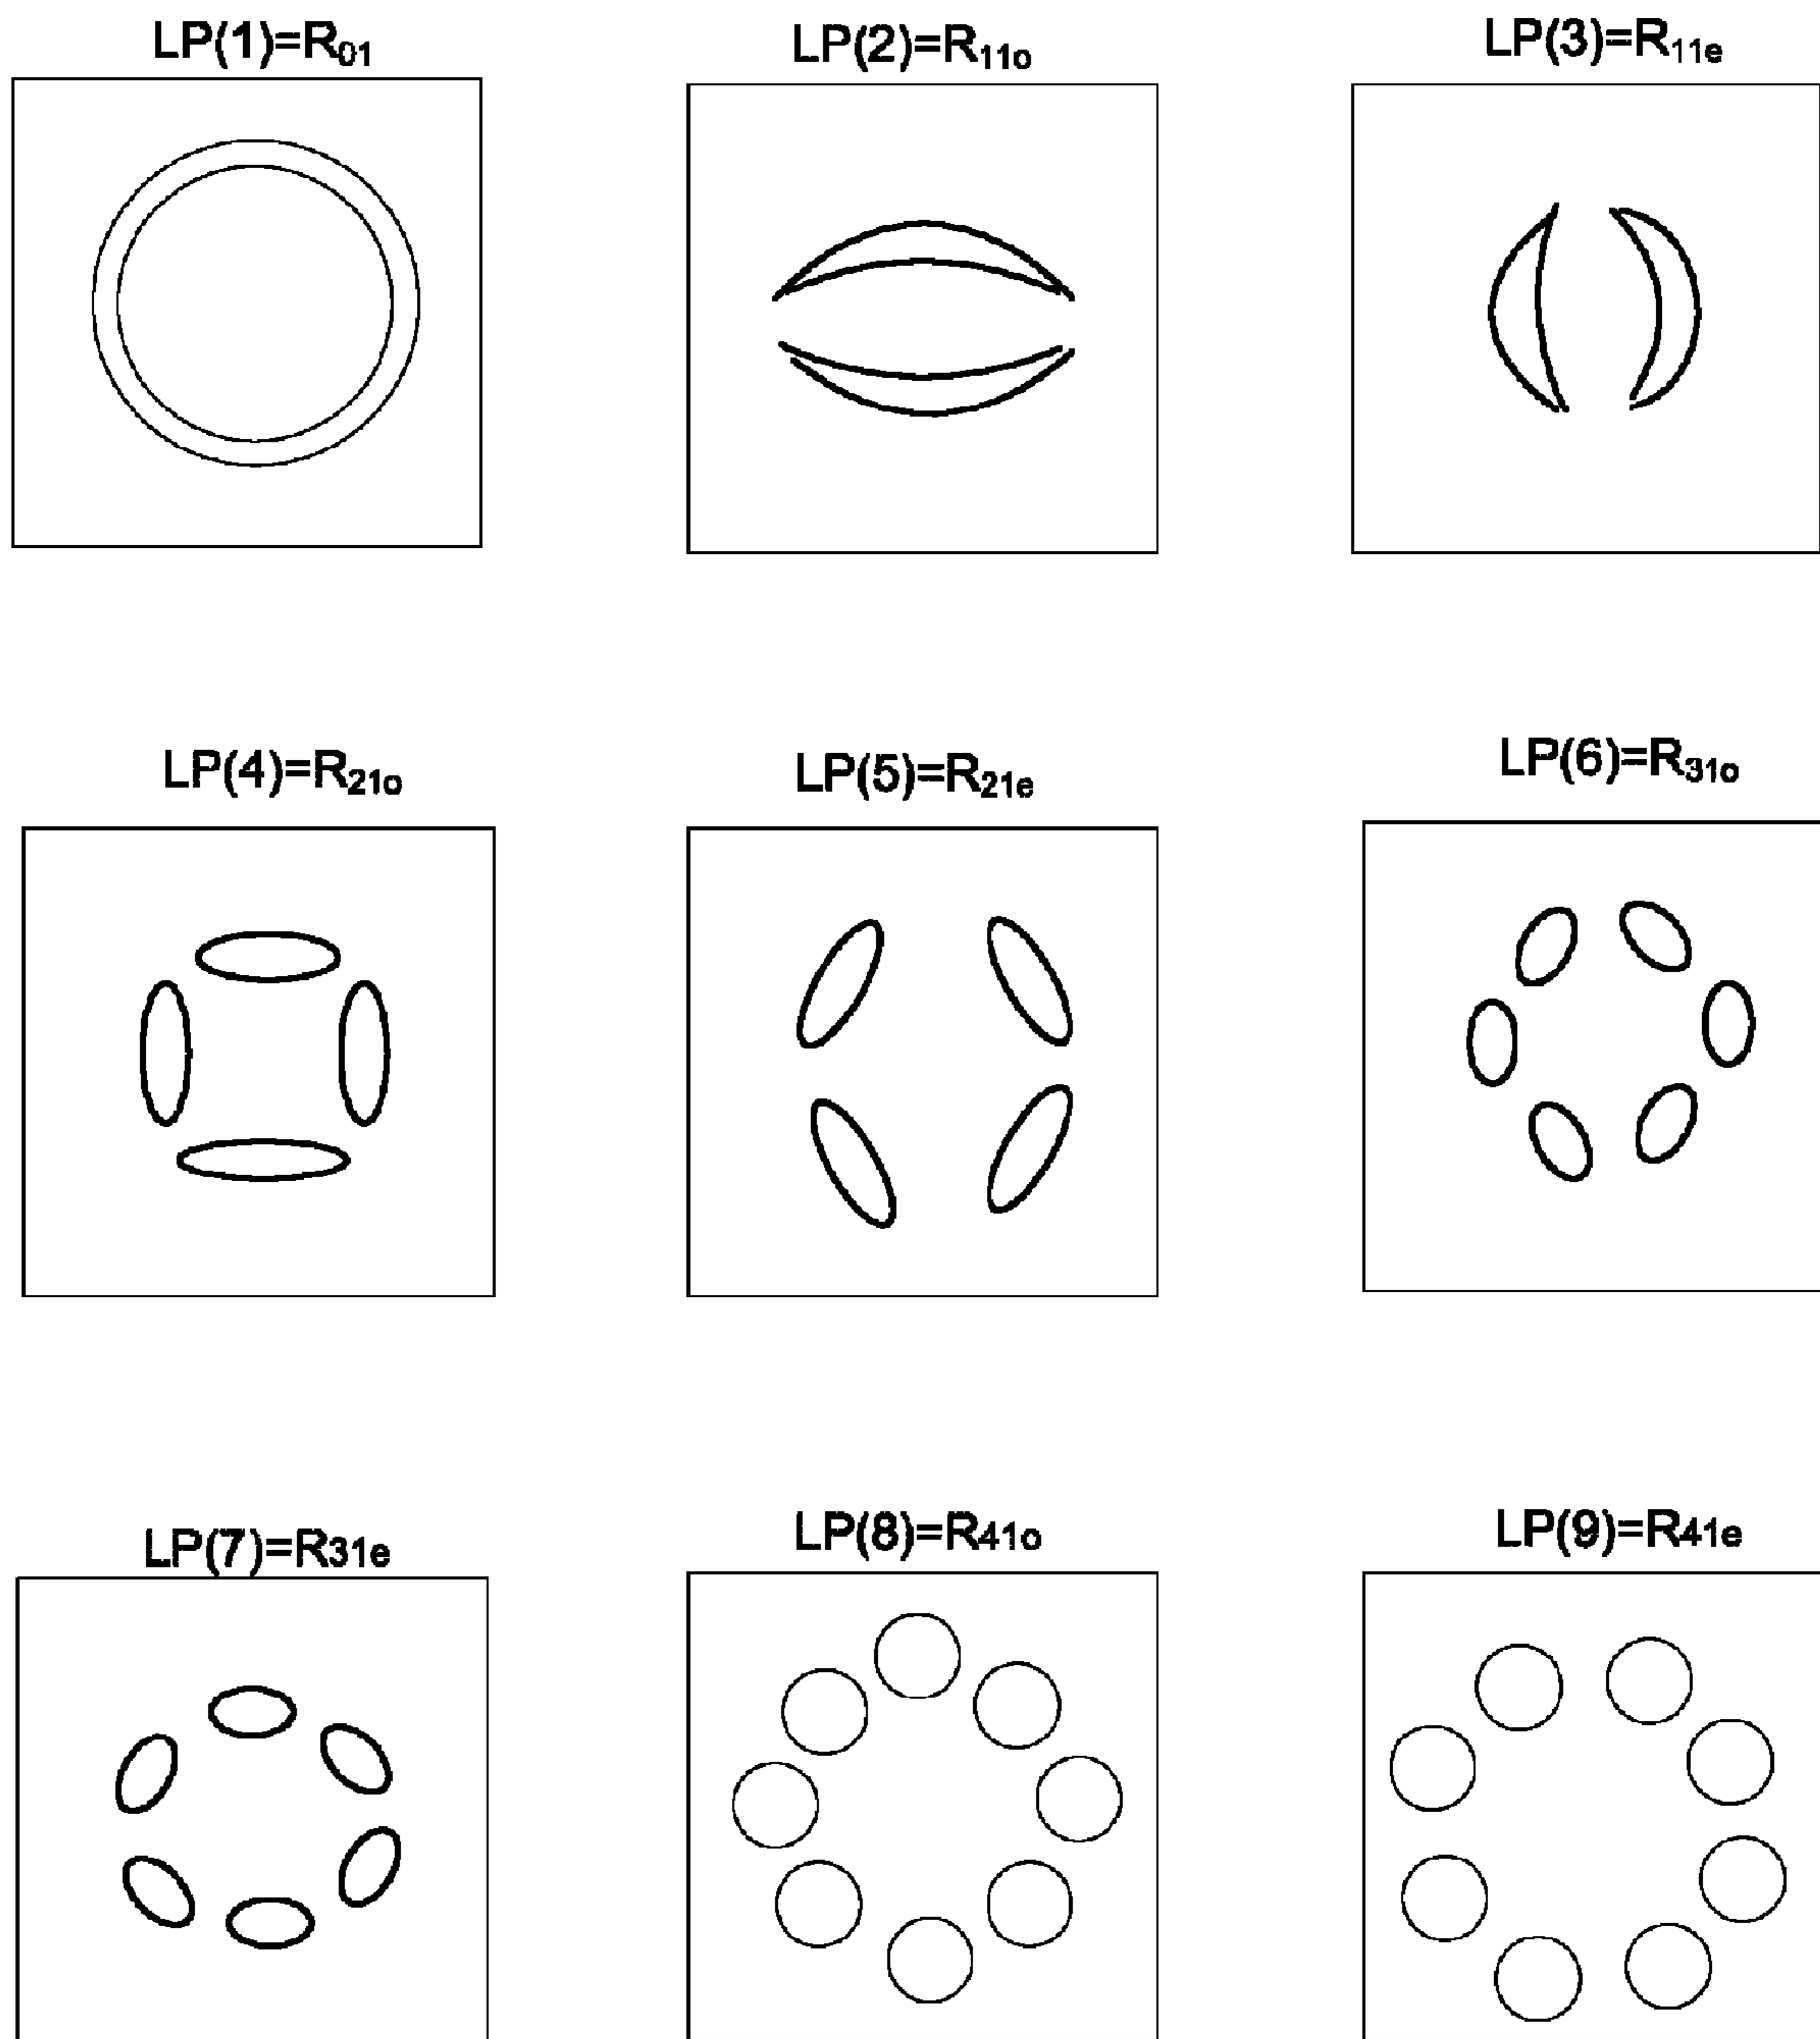 LP(1)=R01
LP(2)=R11o
LP(3)=R11e
LP(4)=R21o
LP(5)=R21e
LP(6)=R31o
LP(7)=R31e
LP(8)=R41o
LP(9)=R41e